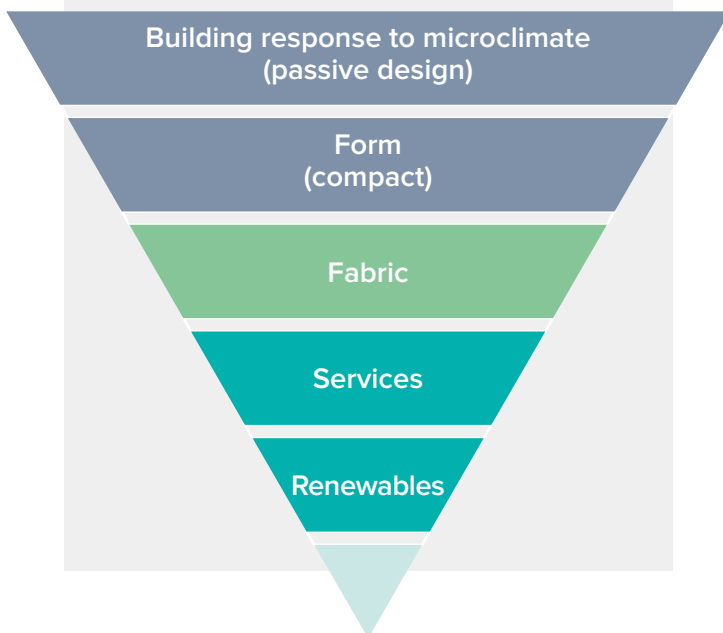 Building response to microclimate
(passive design)
Form
(compact)
Fabric
Services
Renewables